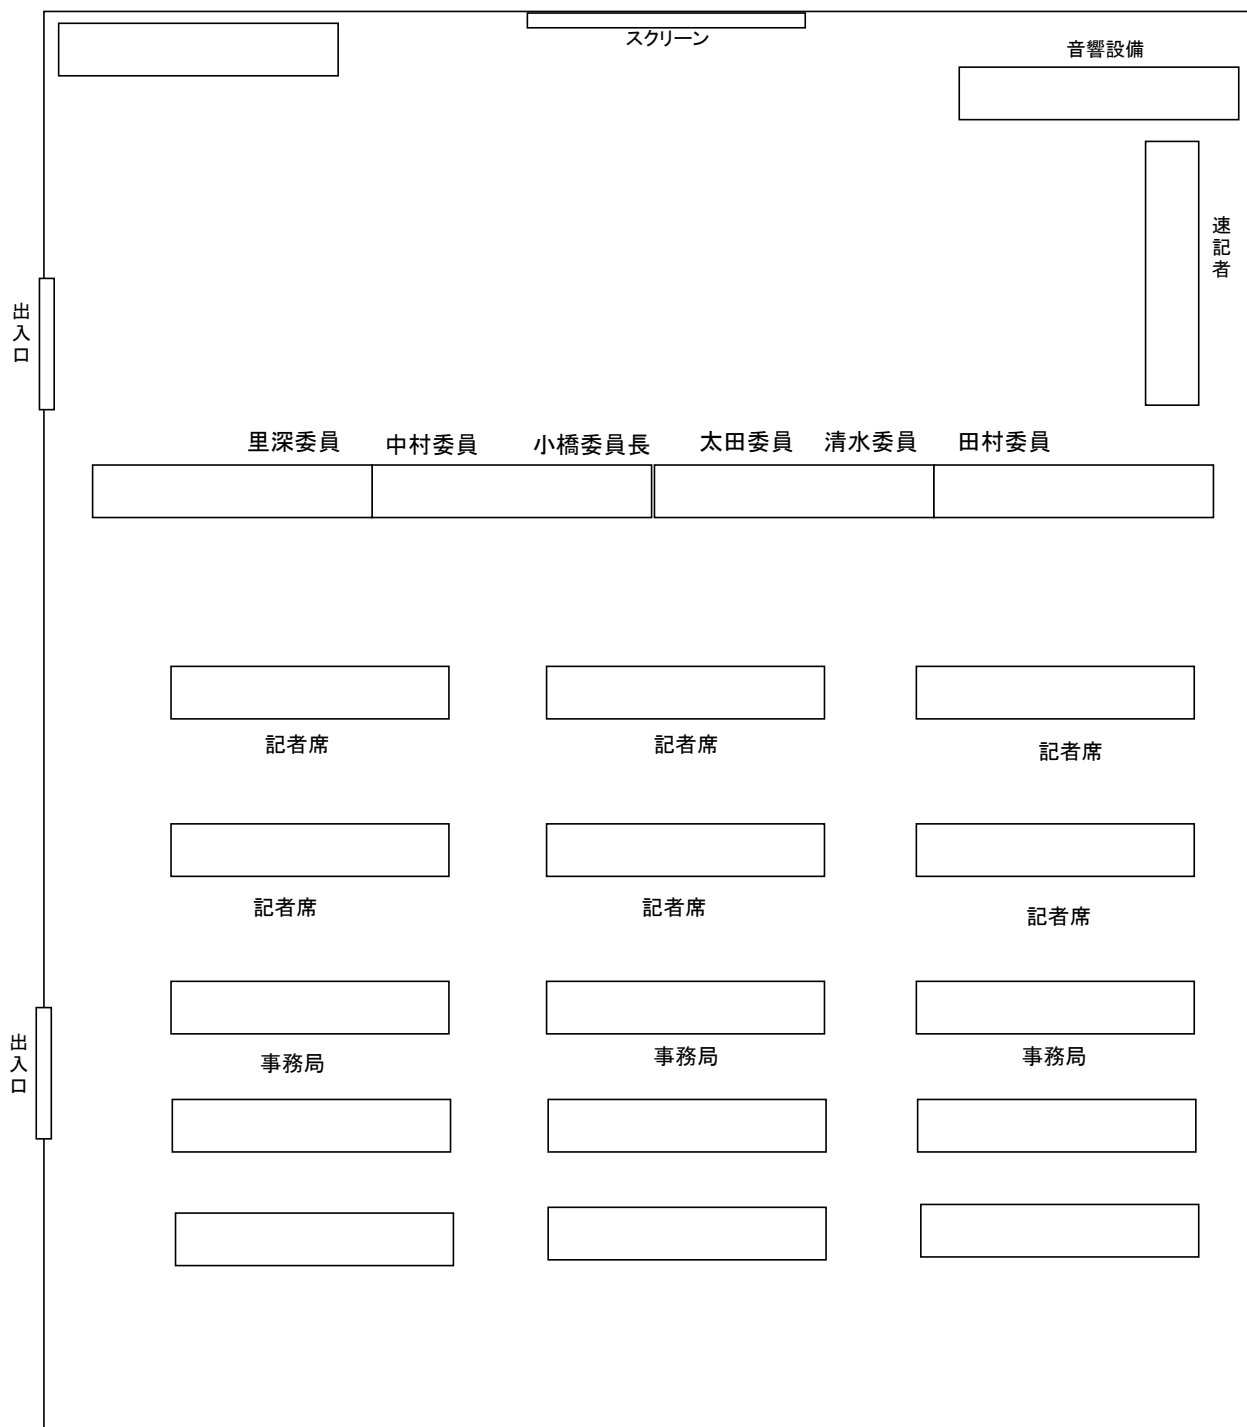 スクリーン
音響設備
速記者
出入口
里深委員 中村委員 小橋委員長 太田委員 清水委員 田村委員
記者席 記者席 記者席
記者席 記者席 記者席
出入口
事務局 事務局 事務局